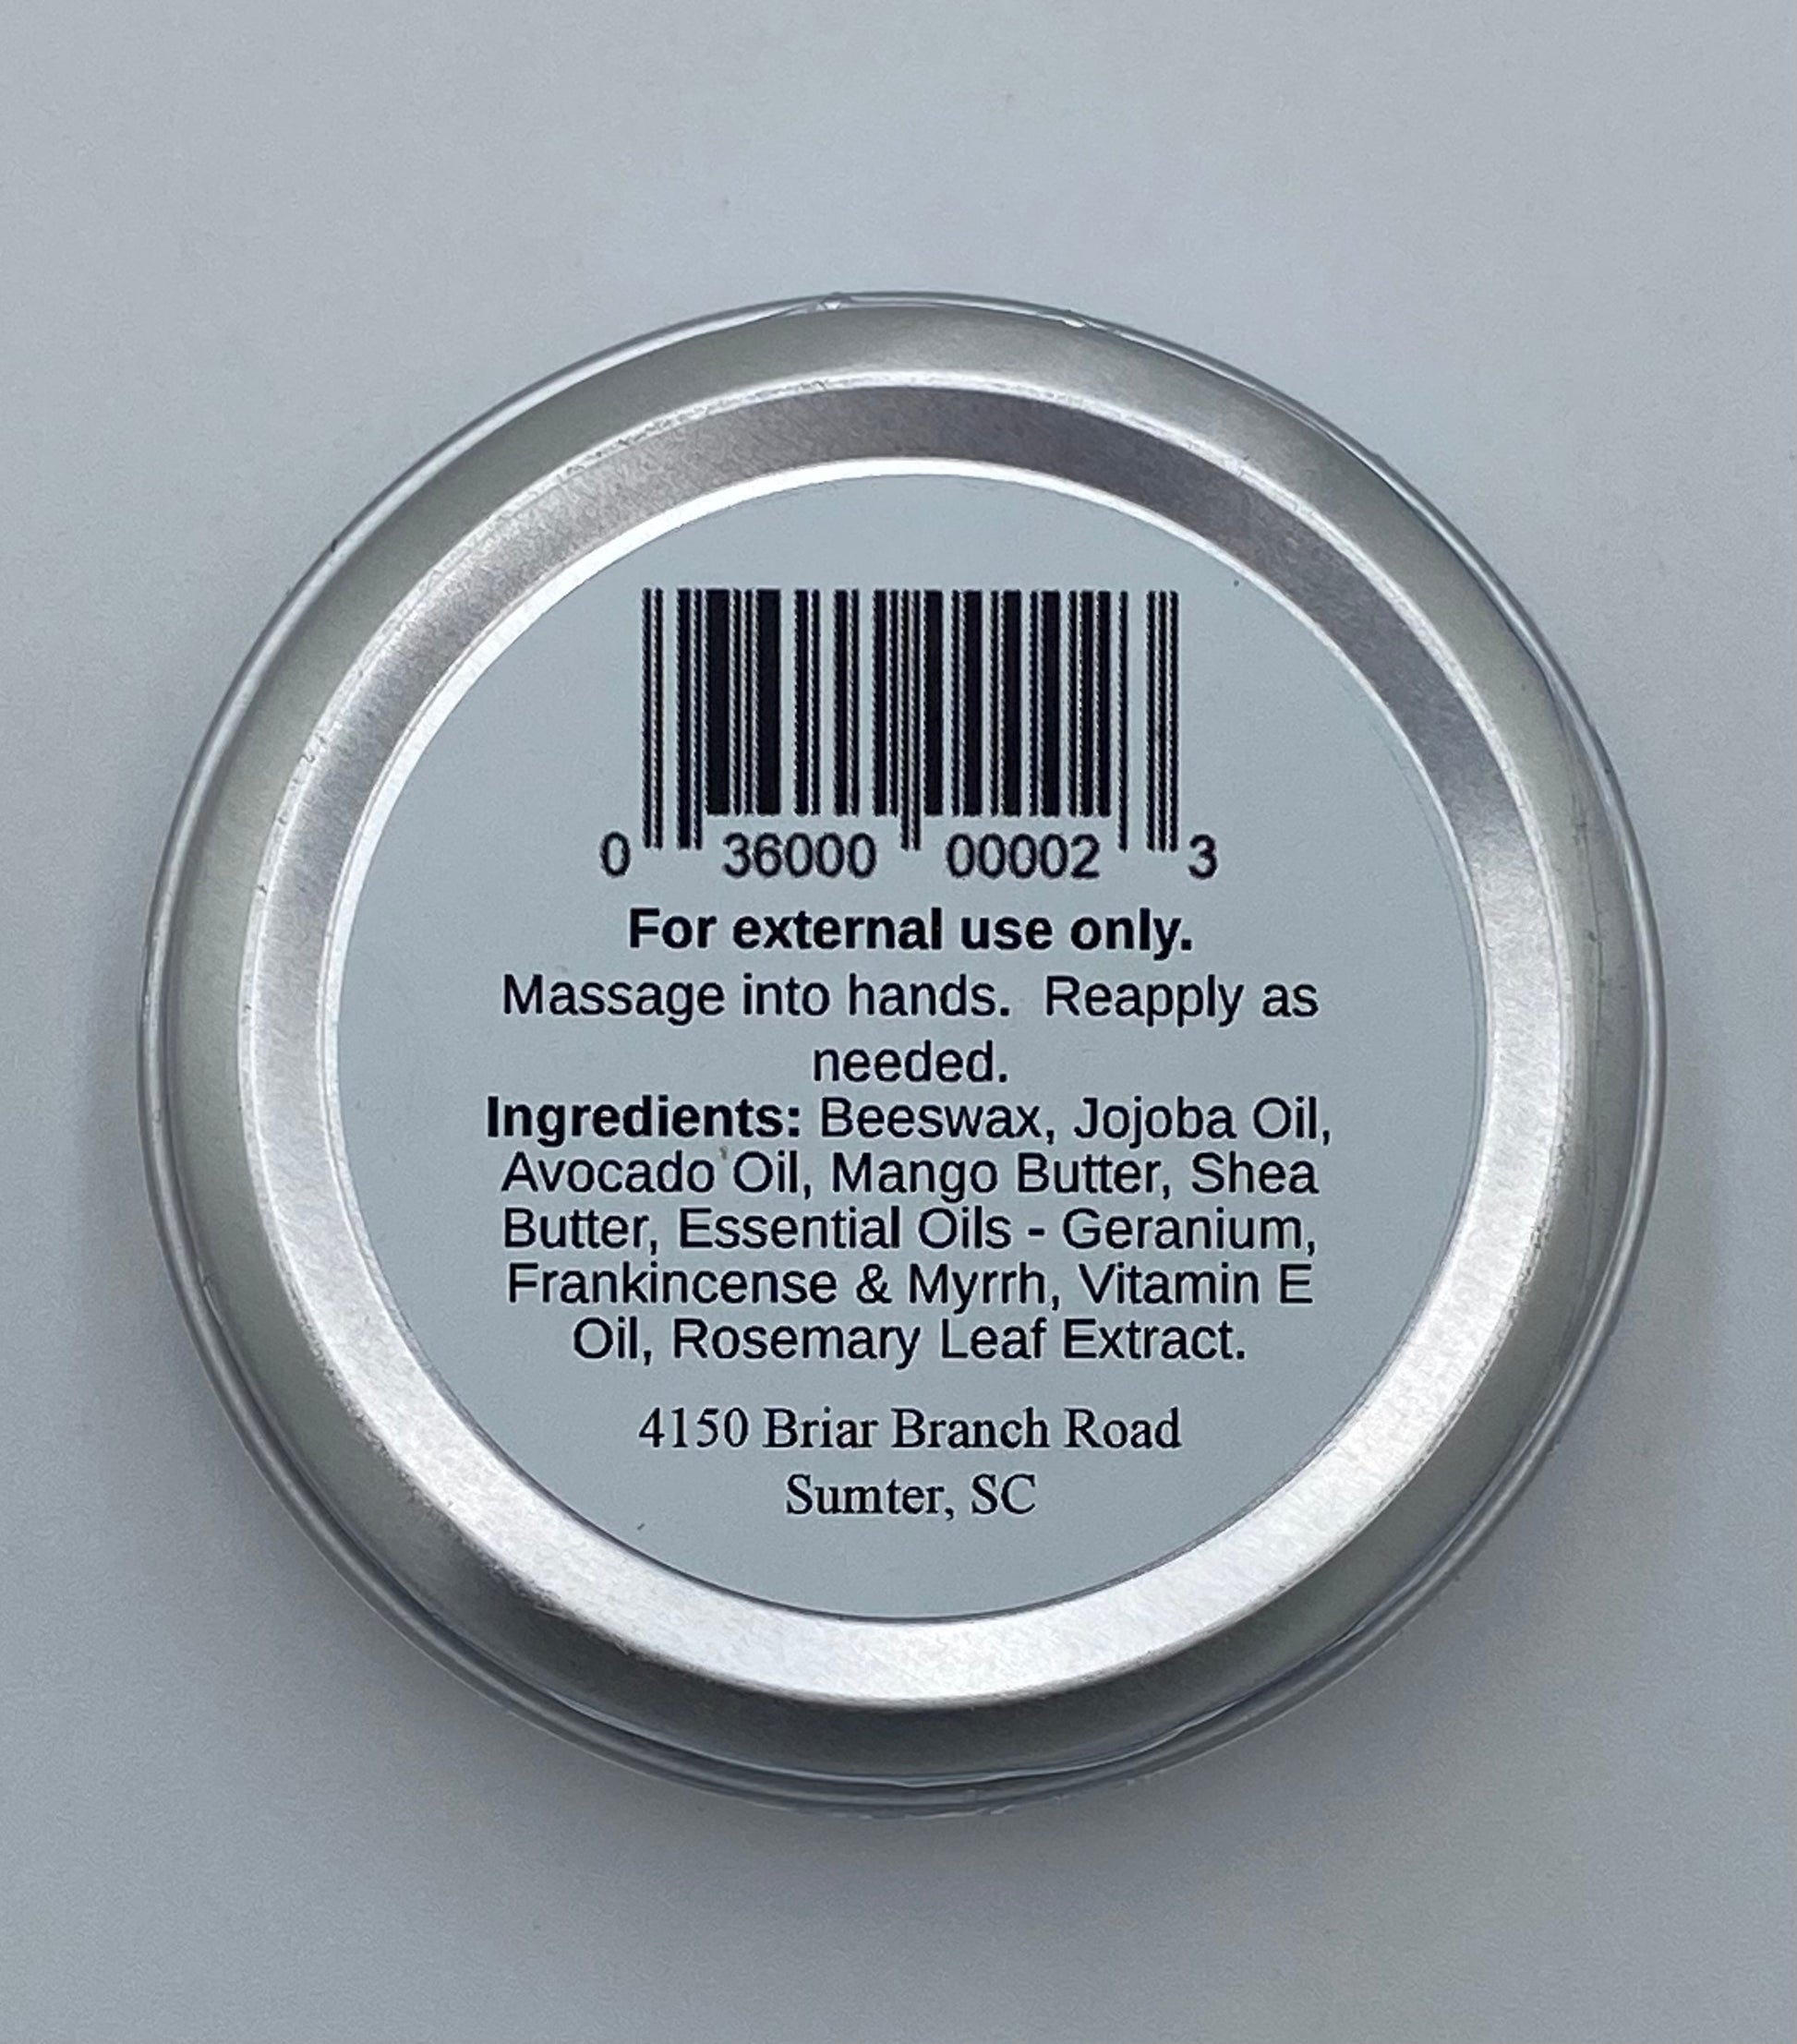 0 36000 00002 3
For external use only.
Massage into hands.  Reapply as
needed.
Ingredients: Beeswax, Jojoba Oil,
Avocado Oil, Mango Butter, Shea
Butter, Essential Oils - Geranium,
Frankincense & Myrrh, Vitamin E
Oil, Rosemary Leaf Extract.
4150 Briar Branch Road
Sumter, SC